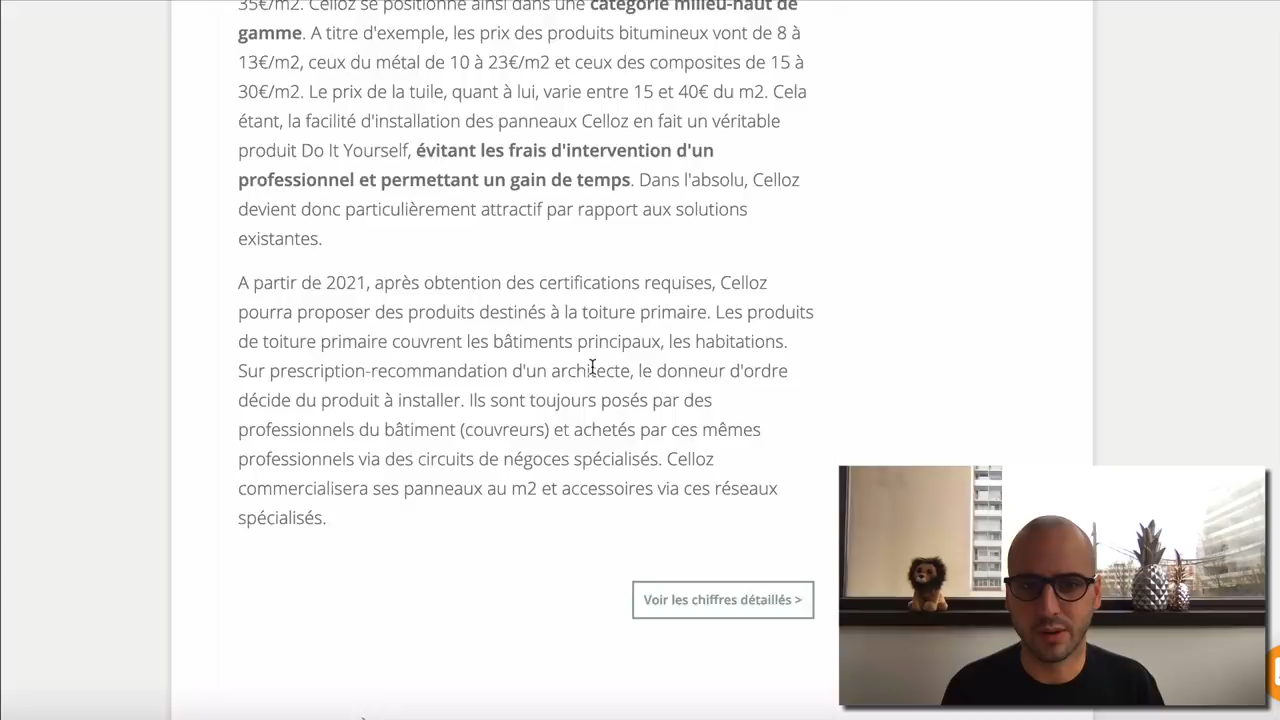 35€/m2. Celloz se positionne ainsi dans une catégorie milieu-haut de
gamme. A titre d'exemple, les prix des produits bitumineux vont de 8 à
13€/m2, ceux du métal de 10 à 23€/m2 et ceux des composites de 15 à
30€/m2. Le prix de la tuile, quant à lui, varie entre 15 et 40€ du m2. Cela
étant, la facilité d'installation des panneaux Celloz en fait un véritable
produit Do It Yourself, évitant les frais d'intervention d'un
professionnel et permettant un gain de temps. Dans l'absolu, Celloz
devient donc particulièrement attractif par rapport aux solutions
existantes.
A partir de 2021, après obtention des certifications requises, Celloz
pourra proposer des produits destinés à la toiture primaire. Les produits
de toiture primaire couvrent les bâtiments principaux, les habitations.
Sur prescription-recommandation d'un architecte, le donneur d'ordre
décide du produit à installer. Ils sont toujours posés par des
professionnels du bâtiment (couvreurs) et achetés par ces mêmes
professionnels via des circuits de négoces spécialisés. Celloz
commercialisera ses panneaux au m2 et accessoires via ces réseaux
spécialisés.
Voir les chiffres détaillés >